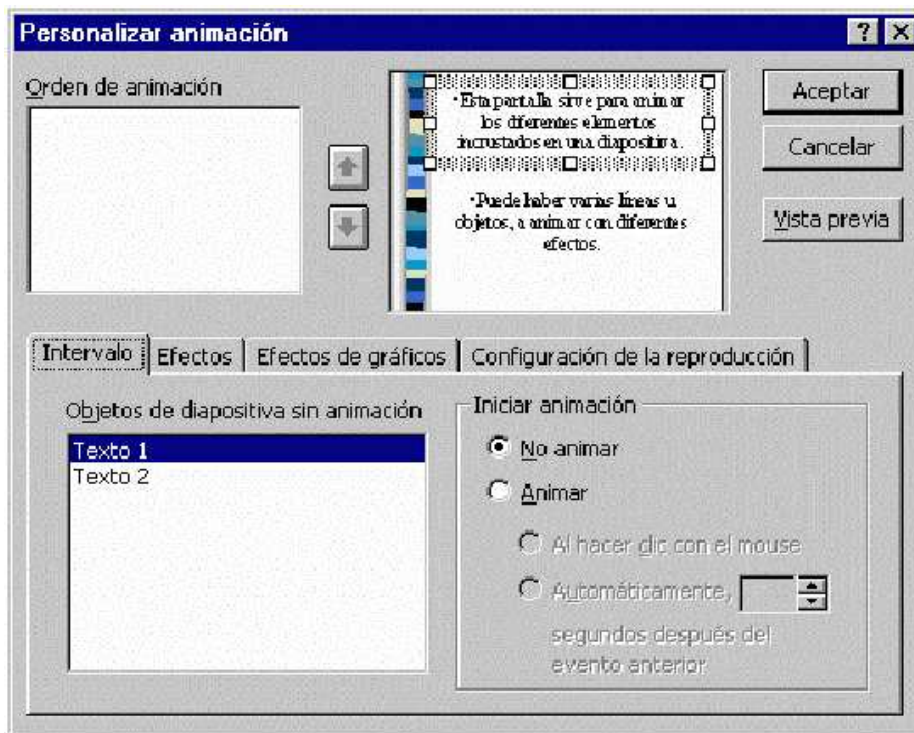 Personalizar animación
Orden de animación
•Esta pantalla sirve para animar
los diferentes elementos
incrustados en una diapositiva.
•Puede haber varias líneas u
objetos, a animar con diferentes
efectos.
Aceptar
Cancelar
Vista previa
Intervalo
Efectos
Efectos de gráficos
Configuración de la reproducción
Objetos de diapositiva sin animación
Texto 1
Texto 2
Iniciar animación
No animar
Animar
Al hacer clic con el mouse
Automáticamente,
segundos después del
evento anterior